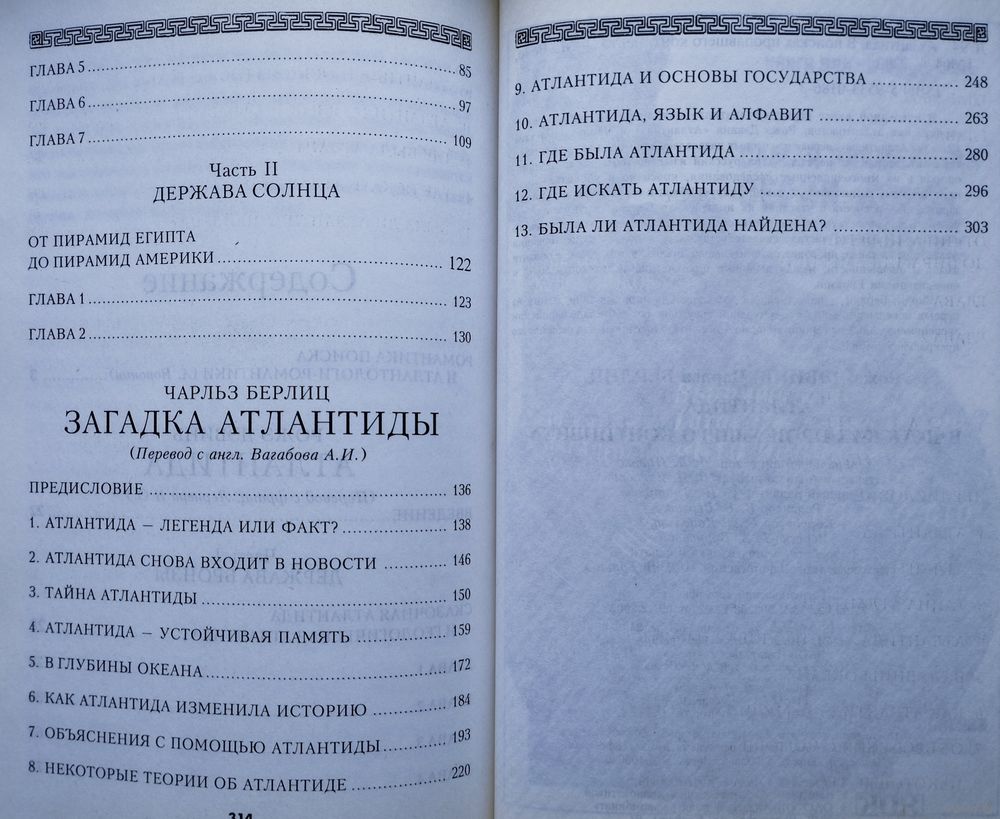 ГЛАВА 5 85
ГЛАВА 6 97
ГЛАВА 7 109
Часть II
ДЕРЖАВА СОЛНЦА
ОТ ПИРАМИД ЕГИПТА
ДО ПИРАМИД АМЕРИКИ 122
ГЛАВА 1 123
ГЛАВА 2 130
ЧАРЛЬЗ БЕРЛИЦ
ЗАГАДКА АТЛАНТИДЫ
(Перевод с англ. Вагабова А.И.)
ПРЕДИСЛОВИЕ 136
1. АТЛАНТИДА — ЛЕГЕНДА ИЛИ ФАКТ? 138
2. АТЛАНТИДА СНОВА ВХОДИТ В НОВОСТИ 146
3. ТАЙНА АТЛАНТИДЫ 150
4. АТЛАНТИДА — УСТОЙЧИВАЯ ПАМЯТЬ 159
5. В ГЛУБИНЫ ОКЕАНА 172
6. КАК АТЛАНТИДА ИЗМЕНИЛА ИСТОРИЮ 184
7. ОБЪЯСНЕНИЯ С ПОМОЩЬЮ АТЛАНТИДЫ 193
8. НЕКОТОРЫЕ ТЕОРИИ ОБ АТЛАНТИДЕ 220
314
9. АТЛАНТИДА И ОСНОВЫ ГОСУДАРСТВА 248
10. АТЛАНТИДА, ЯЗЫК И АЛФАВИТ 263
11. ГДЕ БЫЛА АТЛАНТИДА 280
12. ГДЕ ИСКАТЬ АТЛАНТИДУ 296
13. БЫЛА ЛИ АТЛАНТИДА НАЙДЕНА? 303